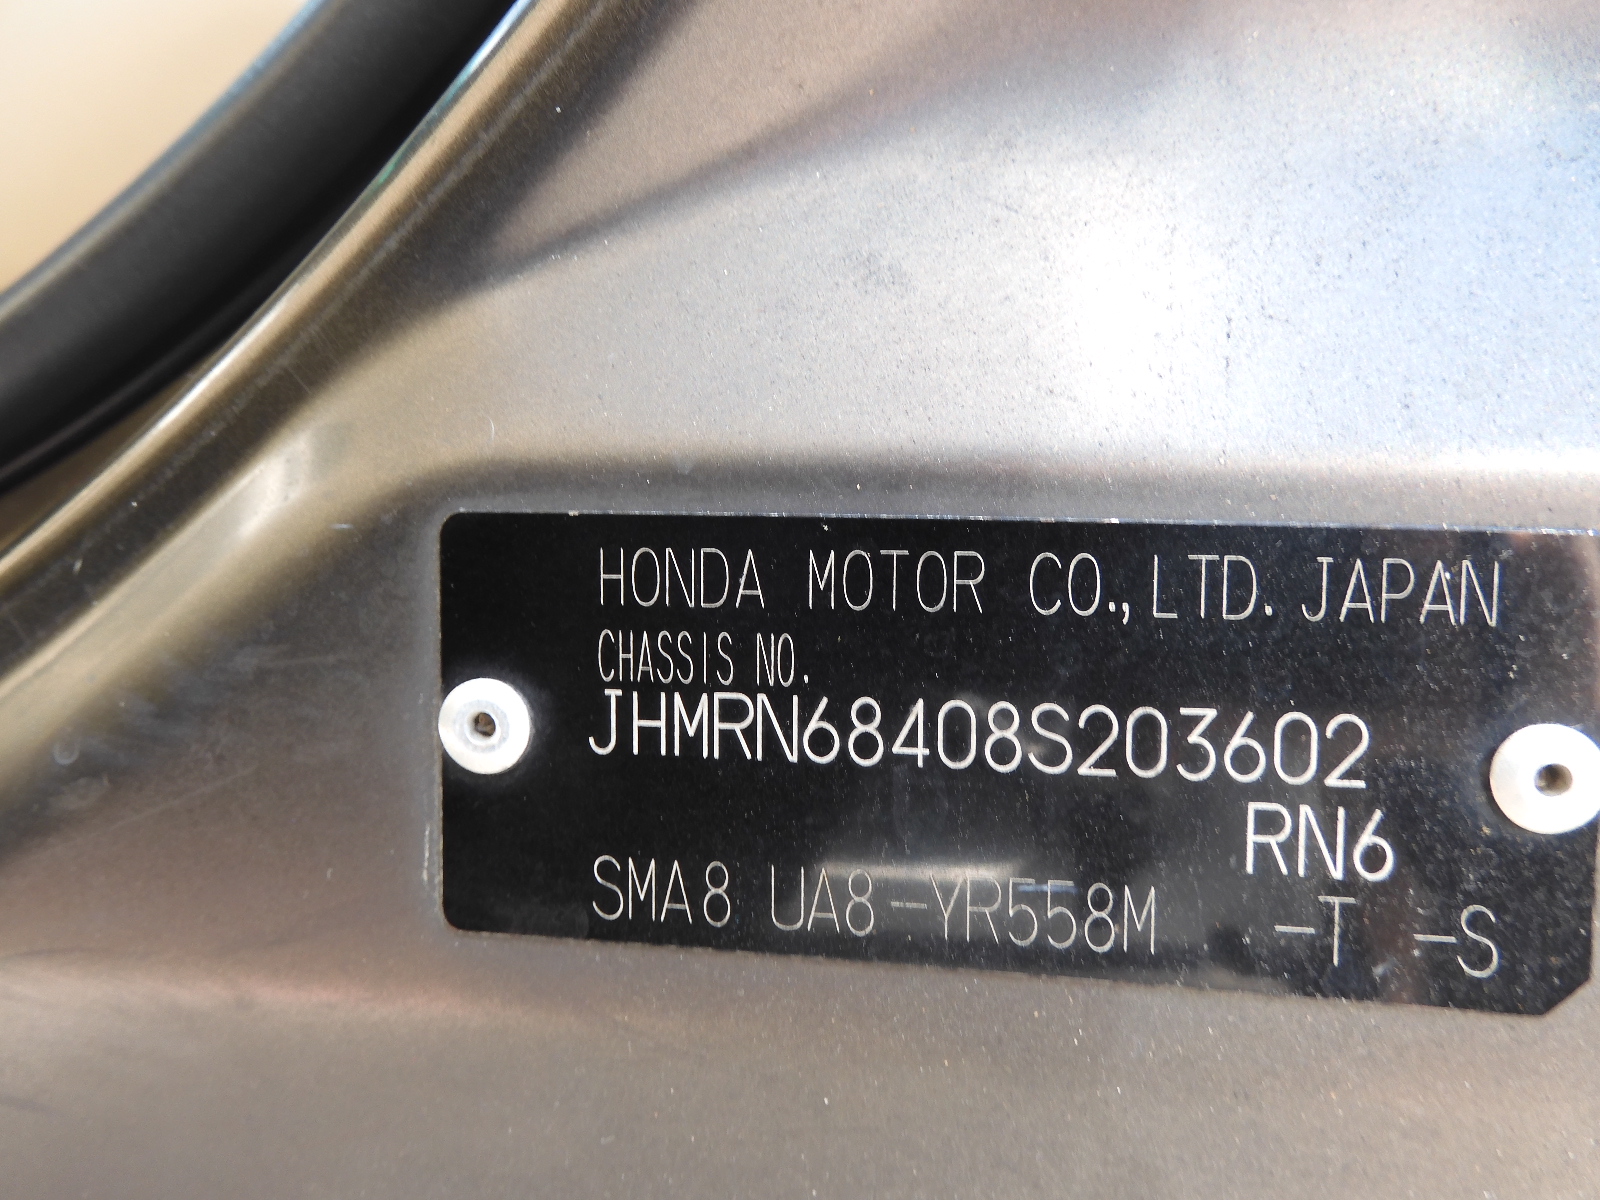 HONDA MOTOR CO., LTD. JAPAN
CHASSIS NO.
JHMRN68408S203602
RN6
SMA8 UA8-YR558M -T -S